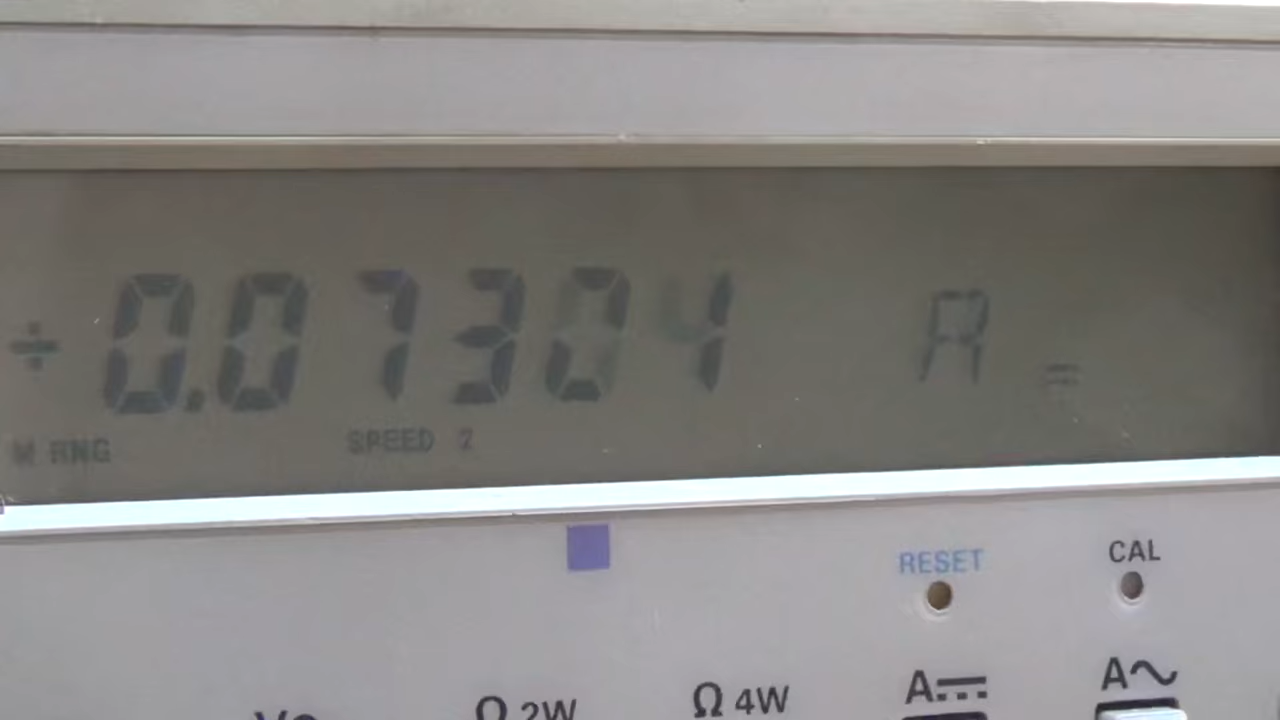 +0.07304 A =
M RNG SPEED 2
RESET CAL
Ω 2W Ω 4W A⎓ A~